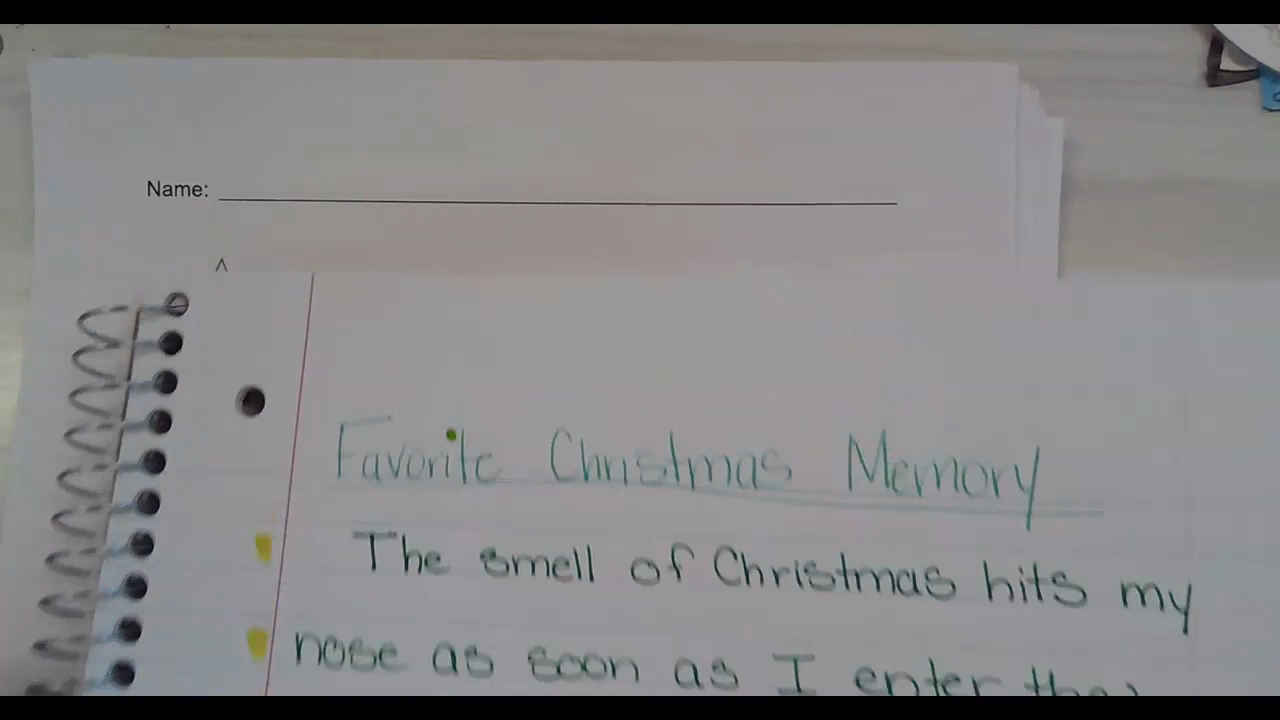 Name:
^
Favorite Christmas Memory
The smell of Christmas hits my
nose as soon as I enter